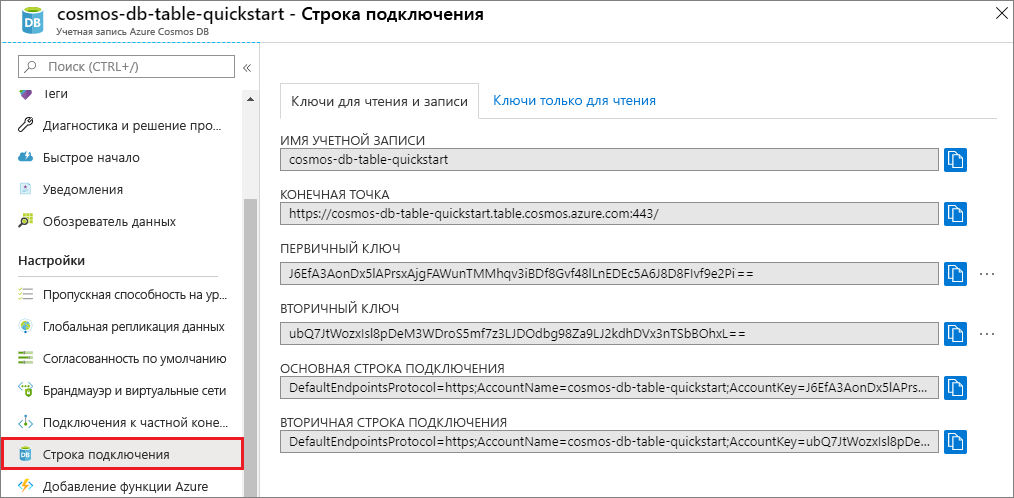 cosmos-db-table-quickstart - Строка подключения
Учетная запись Azure Cosmos DB
Поиск (CTRL+/)
Теги
Диагностика и решение про...
Быстрое начало
Уведомления
Обозреватель данных
Настройки
Пропускная способность на ур...
Глобальная репликация данных
Согласованность по умолчанию
Брандмауэр и виртуальные сети
Подключения к частной коне...
Строка подключения
Добавление функции Azure
Ключи для чтения и записи
Ключи только для чтения
ИМЯ УЧЕТНОЙ ЗАПИСИ
cosmos-db-table-quickstart
КОНЕЧНАЯ ТОЧКА
https://cosmos-db-table-quickstart.table.cosmos.azure.com:443/
ПЕРВИЧНЫЙ КЛЮЧ
J6EfA3AonDx5lAPrsxAjgFAWunTMMhqv3iBDf8Gvf48lLnEDEc5A6J8D8FIvf9e2Pi==
ВТОРИЧНЫЙ КЛЮЧ
ubQ7JtWozxIsl8pDeM3WDroS5mf7z3LJDOdbg98Za9LJ2kdhDVx3nTSbBOhxL==
ОСНОВНАЯ СТРОКА ПОДКЛЮЧЕНИЯ
DefaultEndpointsProtocol=https;AccountName=cosmos-db-table-quickstart;AccountKey=J6EfA3AonDx5lAPrs...
ВТОРИЧНАЯ СТРОКА ПОДКЛЮЧЕНИЯ
DefaultEndpointsProtocol=https;AccountName=cosmos-db-table-quickstart;AccountKey=ubQ7JtWozxIsl8pDe...